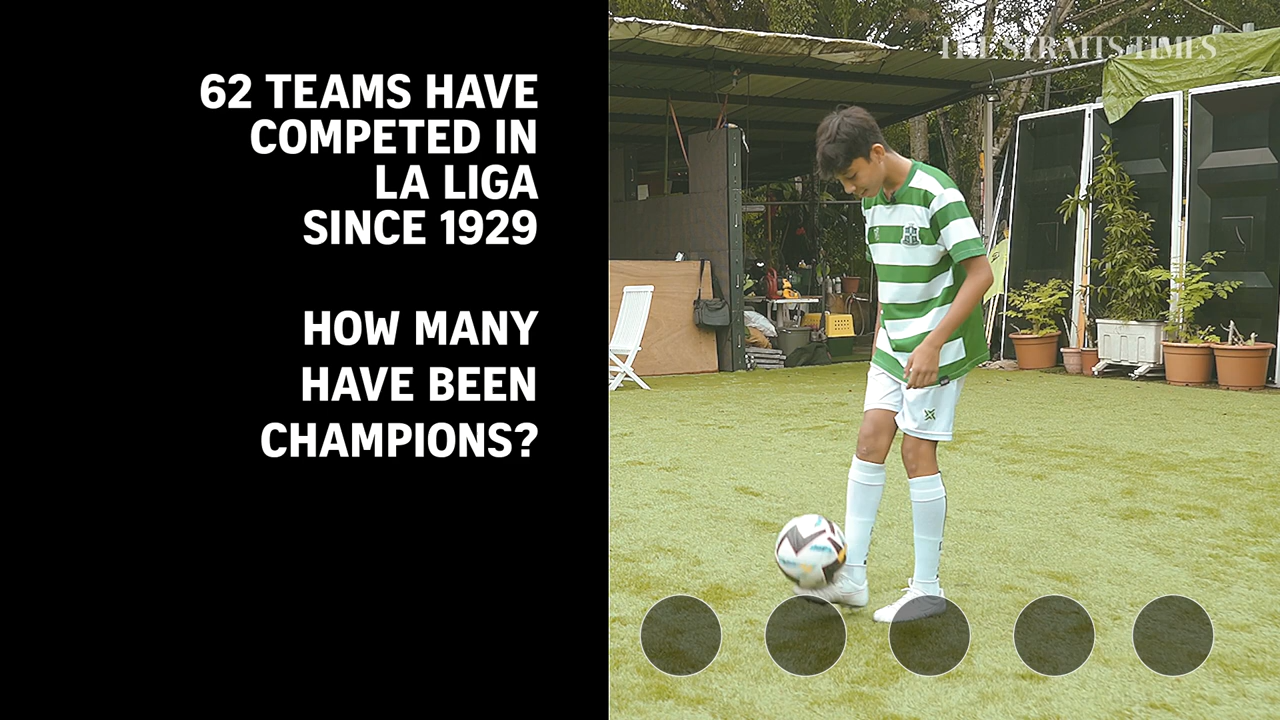 62 TEAMS HAVE
COMPETED IN
LA LIGA
SINCE 1929
HOW MANY
HAVE BEEN
CHAMPIONS?
THE STRAITS TIMES